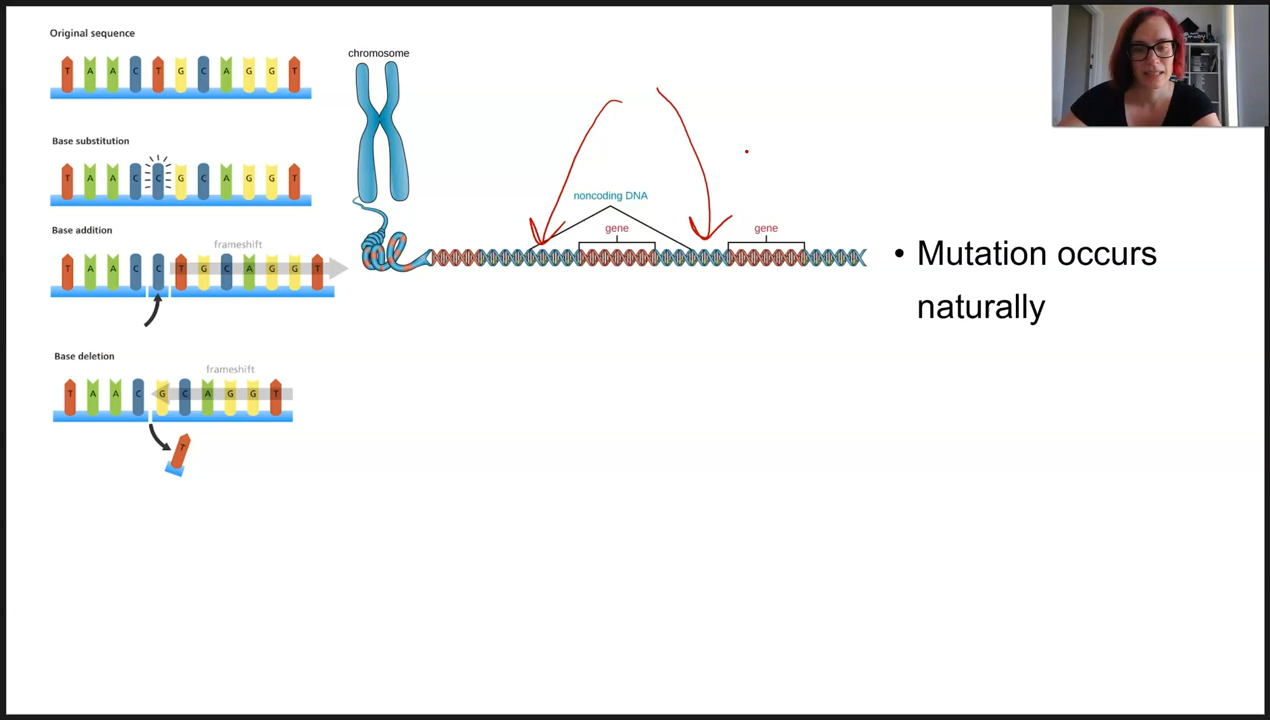 Original sequence
T A A C T G C A G G T
Base substitution
T A A C C G C A G G T
Base addition
frameshift
T A A C C T G C A G G T
Base deletion
frameshift
T A A C G C A G G T
T
chromosome
noncoding DNA
gene
gene
• Mutation occurs
naturally